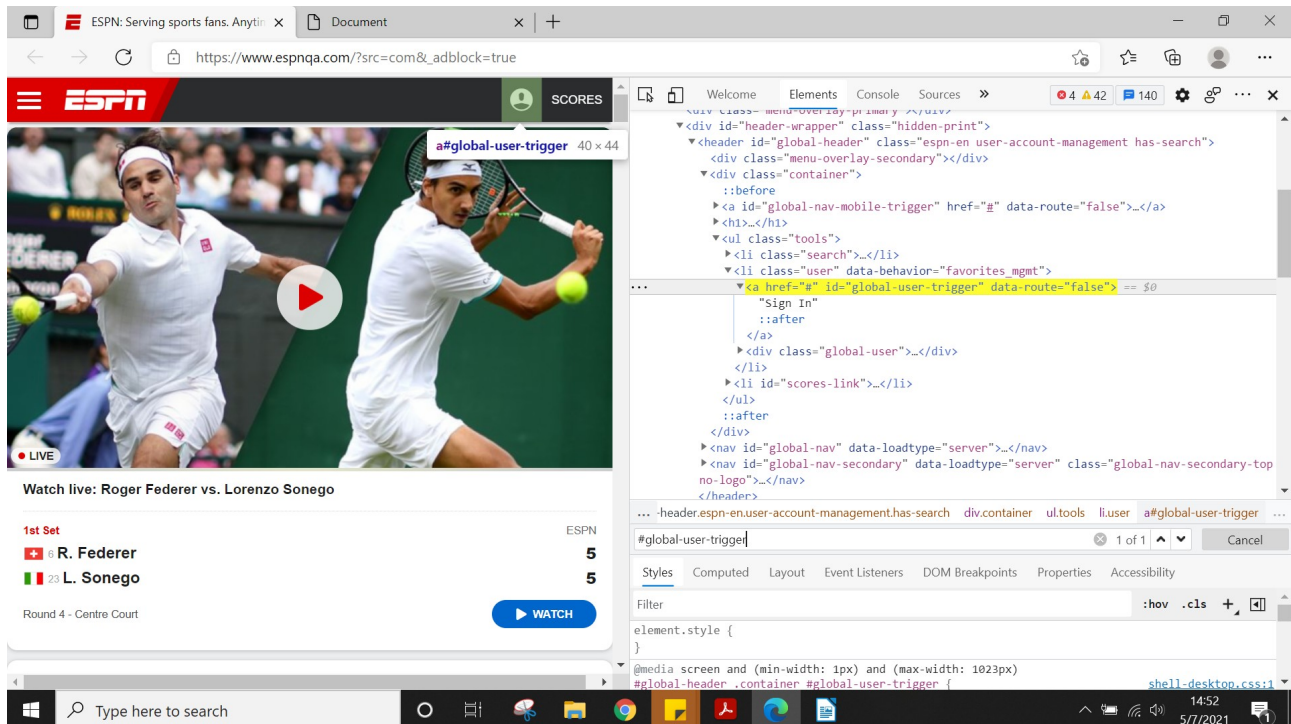 ESPN: Serving sports fans. Anytin
Document
https://www.espnqa.com/?src=com&_adblock=true
ESPN
SCORES
a#global-user-trigger 40 × 44
LIVE
Watch live: Roger Federer vs. Lorenzo Sonego
1st Set ESPN
6 R. Federer 5
23 L. Sonego 5
Round 4 - Centre Court WATCH
Welcome Elements Console Sources » 4 42 140
<div class="menu-overlay-primary"></div>
▼<div id="header-wrapper" class="hidden-print">
▼<header id="global-header" class="espn-en user-account-management has-search">
<div class="menu-overlay-secondary"></div>
▼<div class="container">
::before
▶<a id="global-nav-mobile-trigger" href="#" data-route="false">…</a>
▶<h1>…</h1>
▼<ul class="tools">
▶<li class="search">…</li>
▼<li class="user" data-behavior="favorites_mgmt">
··· ▼<a href="#" id="global-user-trigger" data-route="false"> == $0
"Sign In"
::after
</a>
▶<div class="global-user">…</div>
</li>
▶<li id="scores-link">…</li>
</ul>
::after
</div>
▶<nav id="global-nav" data-loadtype="server">…</nav>
▶<nav id="global-nav-secondary" data-loadtype="server" class="global-nav-secondary-top
no-logo">…</nav>
</header>
... -header.espn-en.user-account-management.has-search div.container ul.tools li.user a#global-user-trigger ...
#global-user-trigger 1 of 1 Cancel
Styles Computed Layout Event Listeners DOM Breakpoints Properties Accessibility
Filter :hov .cls +
element.style {
}
@media screen and (min-width: 1px) and (max-width: 1023px)
#global-header .container #global-user-trigger { shell-desktop.css:1
Type here to search
14:52
5/7/2021